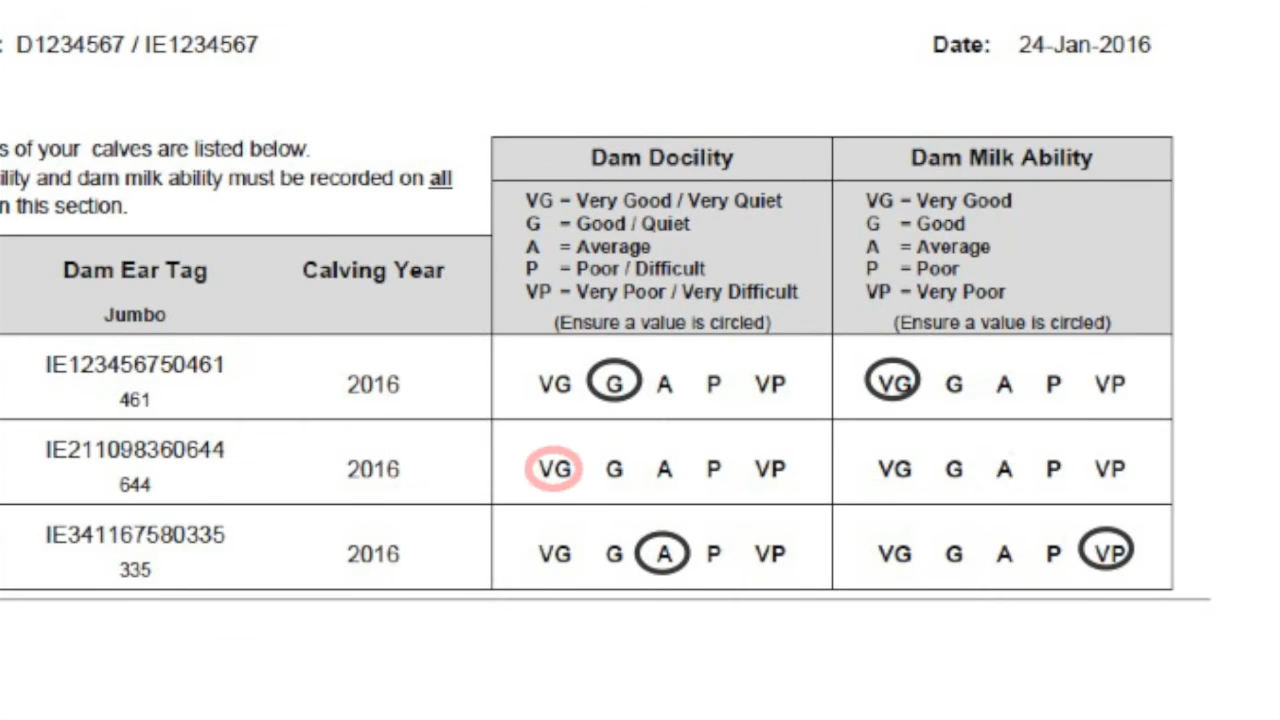 : D1234567 / IE1234567 Date: 24-Jan-2016
s of your calves are listed below.
ility and dam milk ability must be recorded on all
n this section.
Dam Docility Dam Milk Ability
VG = Very Good / Very Quiet VG = Very Good
G = Good / Quiet G = Good
A = Average A = Average
P = Poor / Difficult P = Poor
VP = Very Poor / Very Difficult VP = Very Poor
(Ensure a value is circled) (Ensure a value is circled)
Dam Ear Tag Calving Year
Jumbo
IE123456750461
461
2016 VG G A P VP VG G A P VP
IE211098360644
644
2016 VG G A P VP VG G A P VP
IE341167580335
335
2016 VG G A P VP VG G A P VP